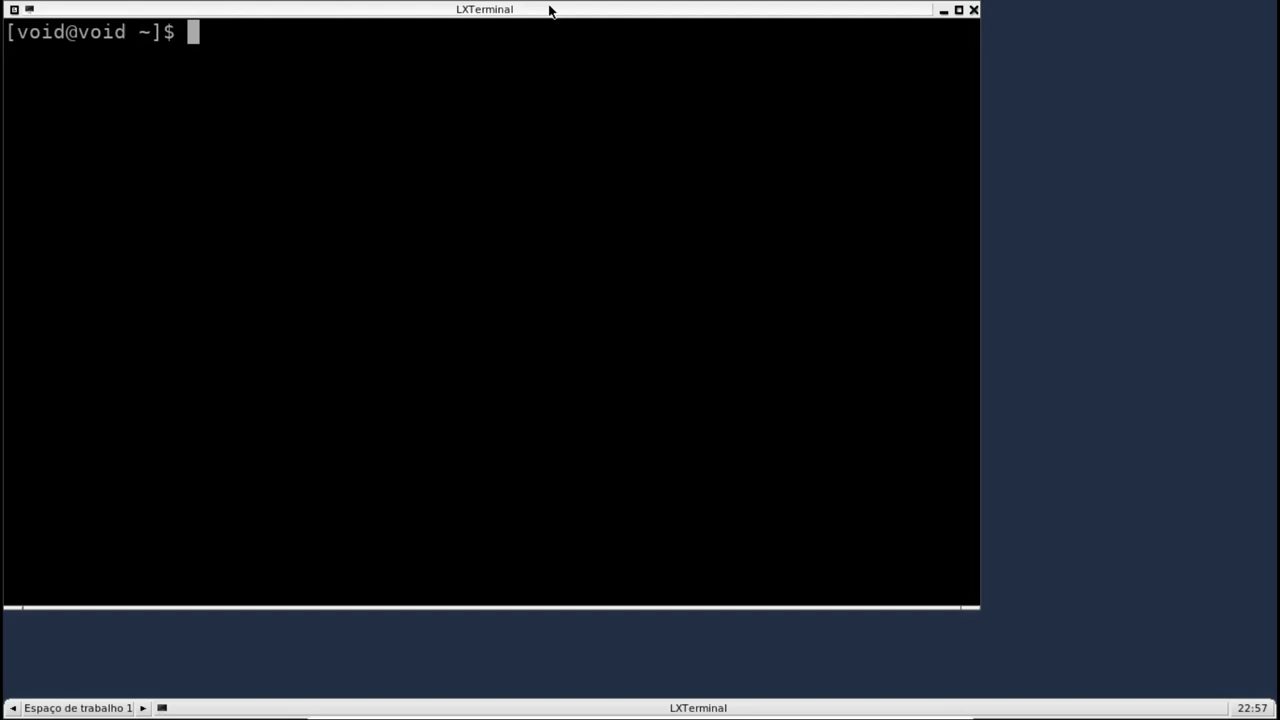 LXTerminal
[void@void ~]$
Espaço de trabalho 1
LXTerminal
22:57